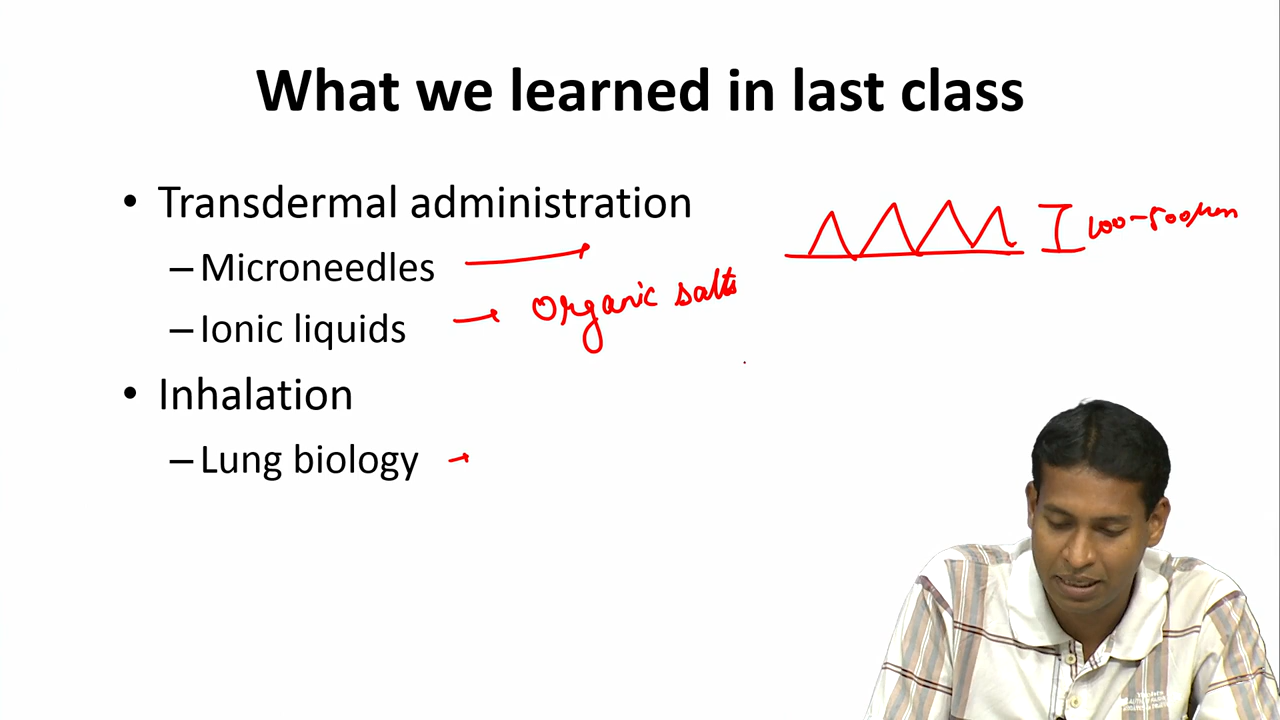 What we learned in last class
• Transdermal administration
– Microneedles
100-500µm
– Ionic liquids → Organic salts
• Inhalation
– Lung biology →